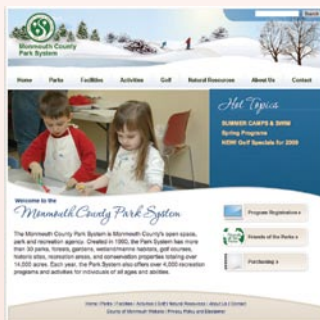 Search
Monmouth County
Park System
Home Parks Facilities Activities Golf Natural Resources About Us Contact
Hot Topics
SUMMER CAMPS & SWIM
Spring Programs
NEW! Golf Specials for 2009
Welcome to the
Monmouth County Park System
The Monmouth County Park System is Monmouth County's open space,
park and recreation agency. Created in 1960, the Park System has more
than 30 parks, forests, gardens, wetland/marine habitats, golf courses,
historic sites, recreation areas, and conservation properties totaling over
14,000 acres. Each year, the Park System also offers over 4,000 recreation
programs and activities for individuals of all ages and abilities.
Program Registrations
Friends of the Parks
Purchasing
Home | Parks | Facilities | Activities | Golf | Natural Resources | About Us | Contact
County of Monmouth Website | Privacy Policy and Disclaimer